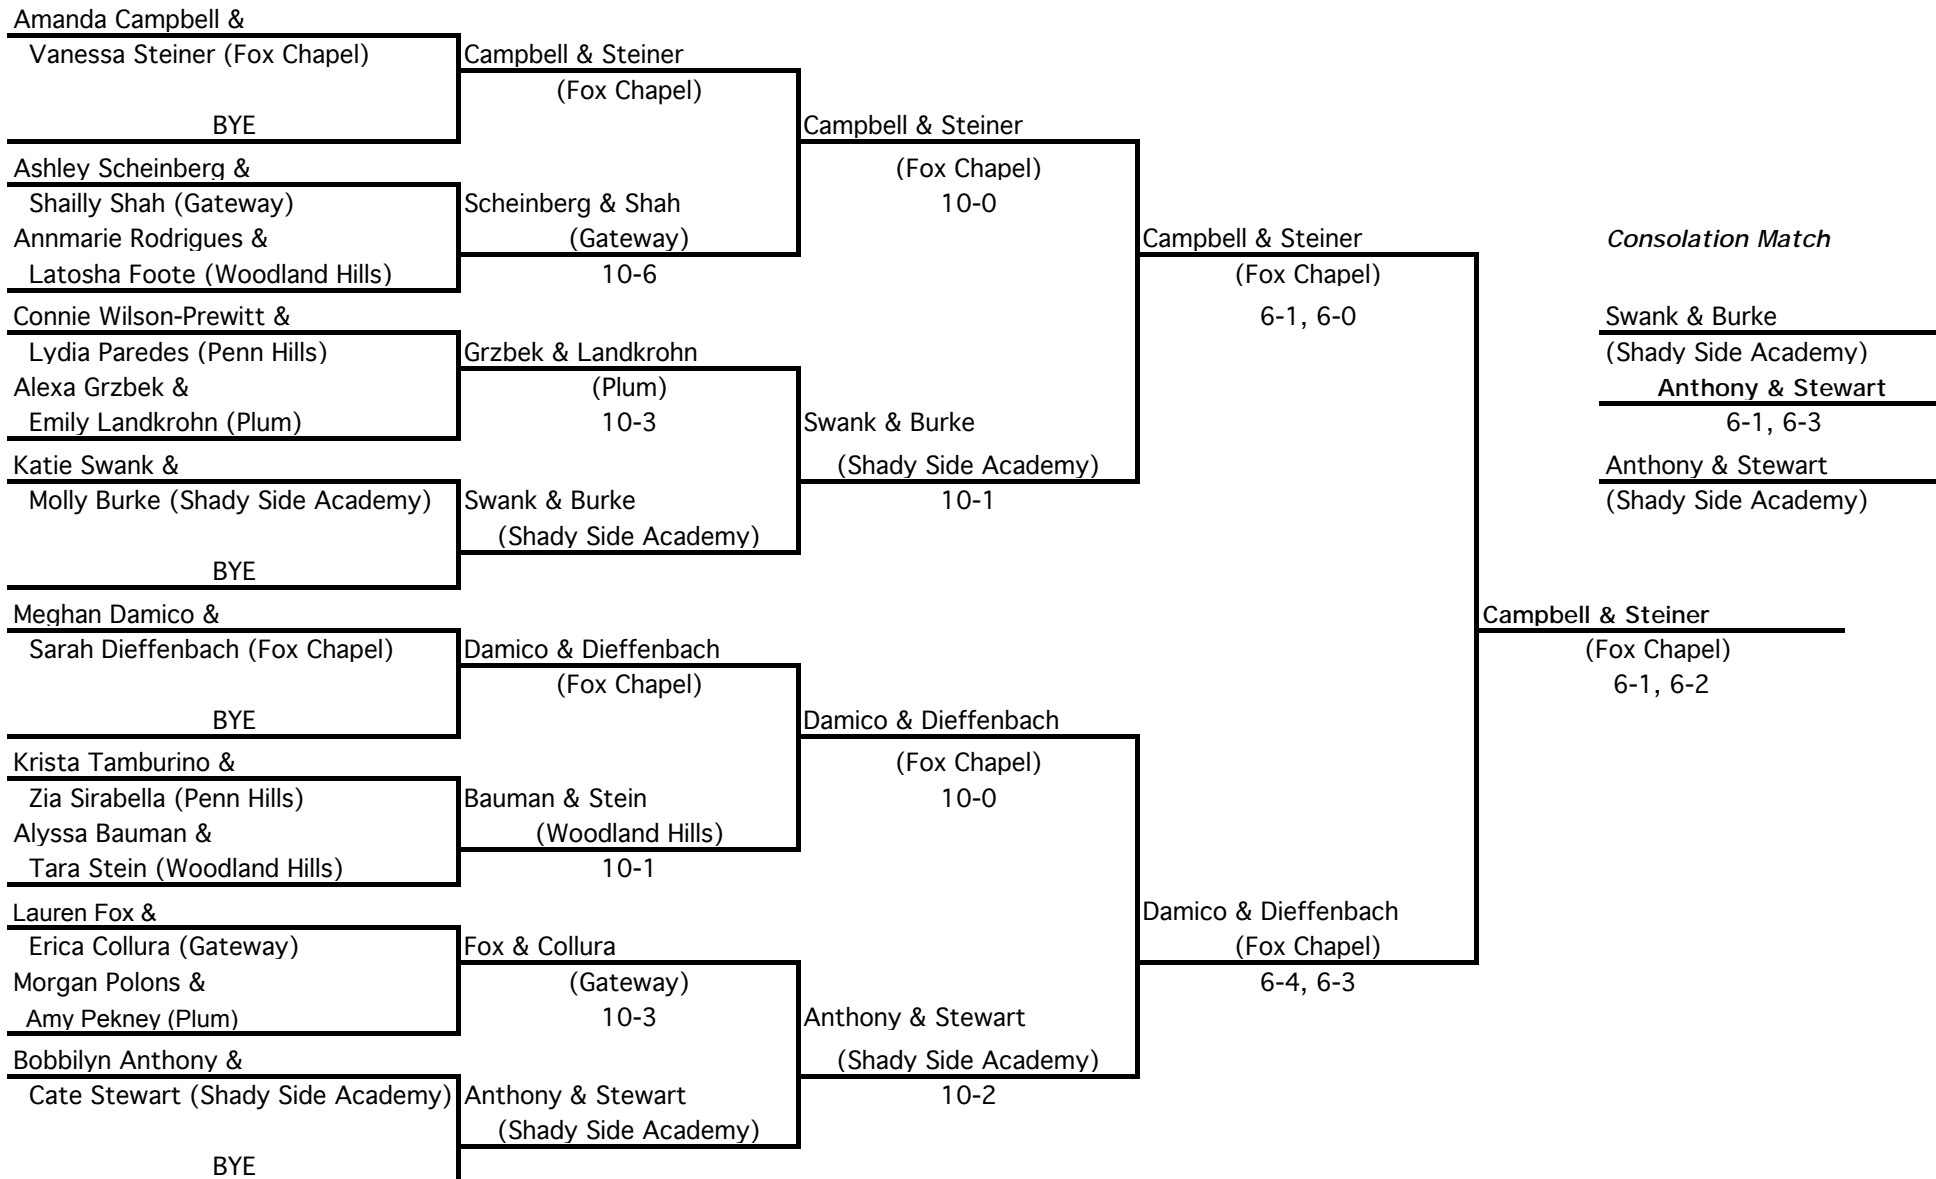 Amanda Campbell &
Vanessa Steiner (Fox Chapel)
BYE
Ashley Scheinberg &
Shailly Shah (Gateway)
Annmarie Rodrigues &
Latosha Foote (Woodland Hills)
Connie Wilson-Prewitt &
Lydia Paredes (Penn Hills)
Alexa Grzbek &
Emily Landkrohn (Plum)
Katie Swank &
Molly Burke (Shady Side Academy)
BYE
Meghan Damico &
Sarah Dieffenbach (Fox Chapel)
BYE
Krista Tamburino &
Zia Sirabella (Penn Hills)
Alyssa Bauman &
Tara Stein (Woodland Hills)
Lauren Fox &
Erica Collura (Gateway)
Morgan Polons &
Amy Pekney (Plum)
Bobbilyn Anthony &
Cate Stewart (Shady Side Academy)
BYE
Campbell & Steiner
(Fox Chapel)
Scheinberg & Shah
(Gateway)
10-6
Grzbek & Landkrohn
(Plum)
10-3
Swank & Burke
(Shady Side Academy)
Damico & Dieffenbach
(Fox Chapel)
Bauman & Stein
(Woodland Hills)
10-1
Fox & Collura
(Gateway)
10-3
Anthony & Stewart
(Shady Side Academy)
Campbell & Steiner
(Fox Chapel)
10-0
Swank & Burke
(Shady Side Academy)
10-1
Damico & Dieffenbach
(Fox Chapel)
10-0
Anthony & Stewart
(Shady Side Academy)
10-2
Campbell & Steiner
(Fox Chapel)
6-1, 6-0
Damico & Dieffenbach
(Fox Chapel)
6-4, 6-3
Campbell & Steiner
(Fox Chapel)
6-1, 6-2
Consolation Match
Swank & Burke
(Shady Side Academy)
Anthony & Stewart
6-1, 6-3
Anthony & Stewart
(Shady Side Academy)